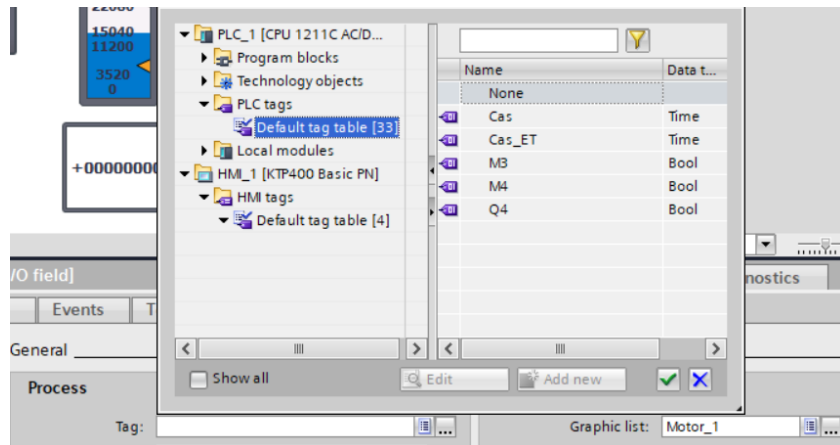 22080
15040
11200
3520
0
+00000000
PLC_1 [CPU 1211C AC/D...
Program blocks
Technology objects
PLC tags
Default tag table [33]
Local modules
HMI_1 [KTP400 Basic PN]
HMI tags
Default tag table [4]
Name Data t...
None
Cas Time
Cas_ET Time
M3 Bool
M4 Bool
Q4 Bool
Show all
Edit
Add new
/O field]
nostics
Events T
General
Process
Tag:
Graphic list: Motor_1